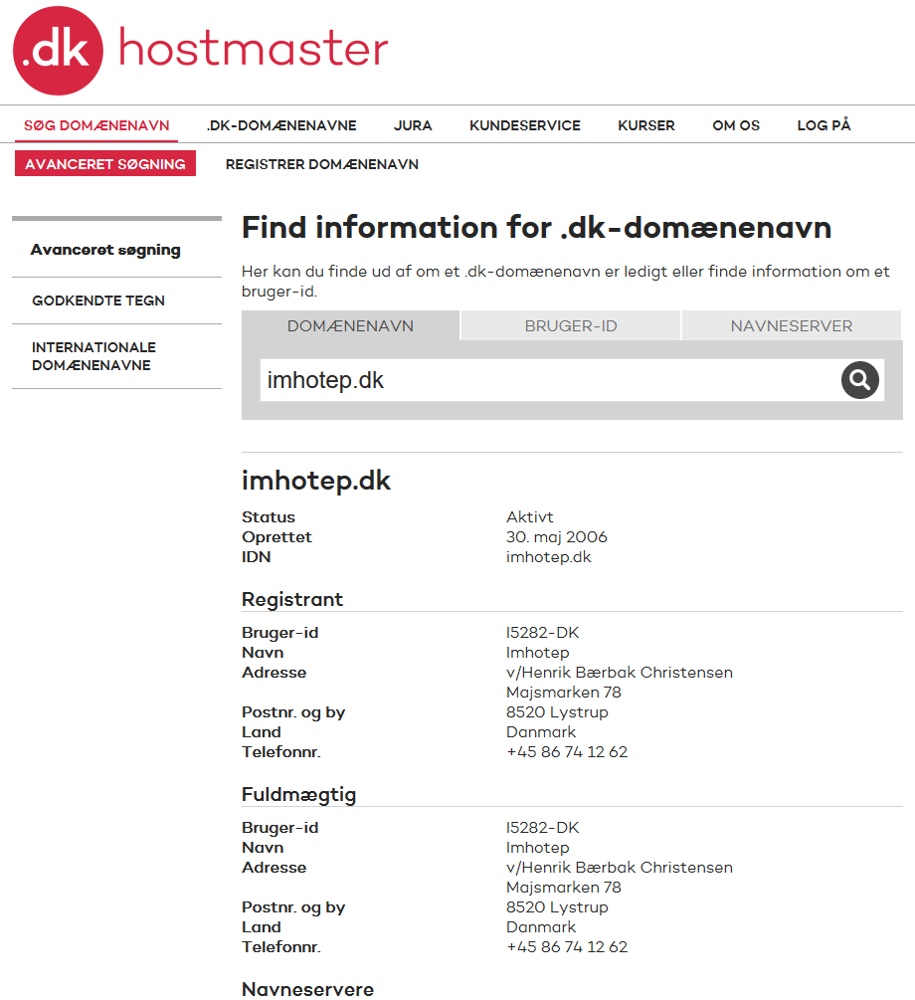 .dk hostmaster
SØG DOMÆNENAVN .DK-DOMÆNENAVNE JURA KUNDESERVICE KURSER OM OS LOG PÅ
AVANCERET SØGNING REGISTRER DOMÆNENAVN
Avanceret søgning
GODKENDTE TEGN
INTERNATIONALE
DOMÆNENAVNE
Find information for .dk-domænenavn
Her kan du finde ud af om et .dk-domænenavn er ledigt eller finde information om et
bruger-id.
DOMÆNENAVN BRUGER-ID NAVNESERVER
imhotep.dk
imhotep.dk
Status Aktivt
Oprettet 30. maj 2006
IDN imhotep.dk
Registrant
Bruger-id I5282-DK
Navn Imhotep
Adresse v/Henrik Bærbak Christensen
Majsmarken 78
Postnr. og by 8520 Lystrup
Land Danmark
Telefonnr. +45 86 74 12 62
Fuldmægtig
Bruger-id I5282-DK
Navn Imhotep
Adresse v/Henrik Bærbak Christensen
Majsmarken 78
Postnr. og by 8520 Lystrup
Land Danmark
Telefonnr. +45 86 74 12 62
Navneservere